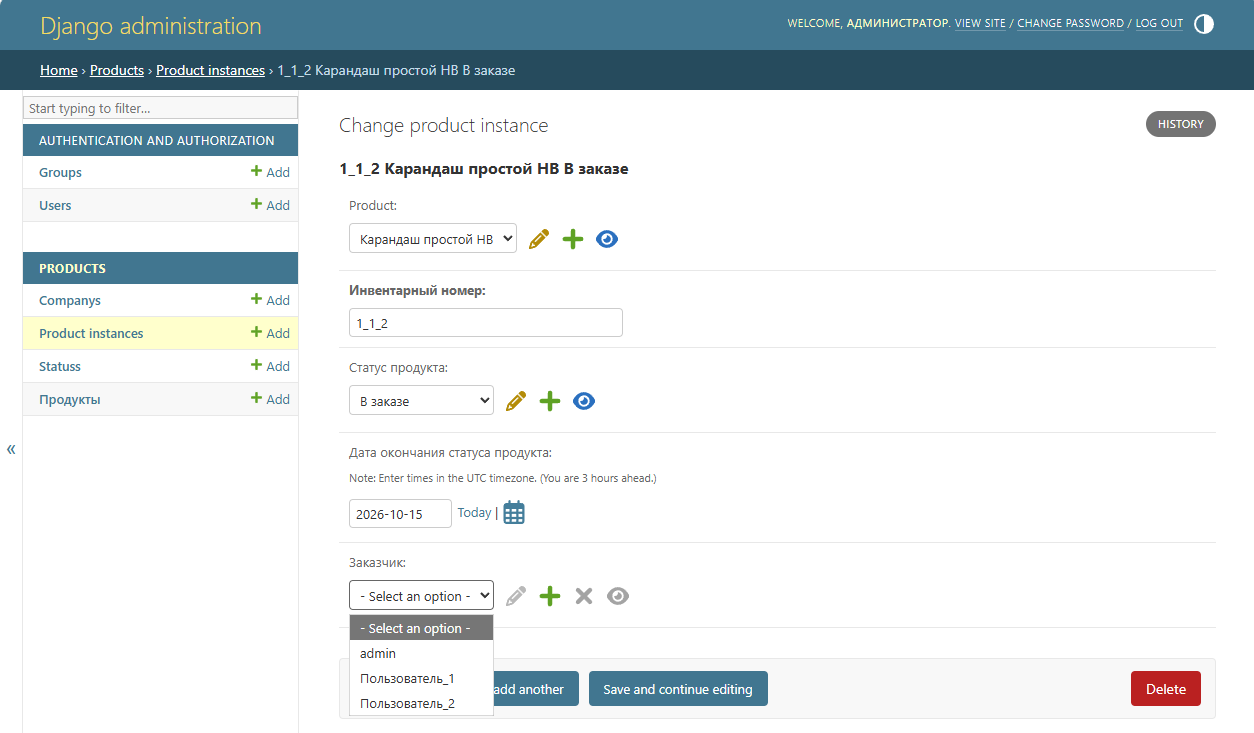 Django administration
WELCOME, АДМИНИСТРАТОР. VIEW SITE / CHANGE PASSWORD / LOG OUT
Home › Products › Product instances › 1_1_2 Карандаш простой HB В заказе
Start typing to filter...
AUTHENTICATION AND AUTHORIZATION
Groups Add
Users Add
PRODUCTS
Companys Add
Product instances Add
Statuss Add
Продукты Add
«
Change product instance
HISTORY
1_1_2 Карандаш простой HB В заказе
Product:
Карандаш простой HB
Инвентарный номер:
1_1_2
Статус продукта:
В заказе
Дата окончания статуса продукта:
Note: Enter times in the UTC timezone. (You are 3 hours ahead.)
2026-10-15 Today |
Заказчик:
- Select an option -
- Select an option -
admin
Пользователь_1
Пользователь_2
add another
Save and continue editing
Delete